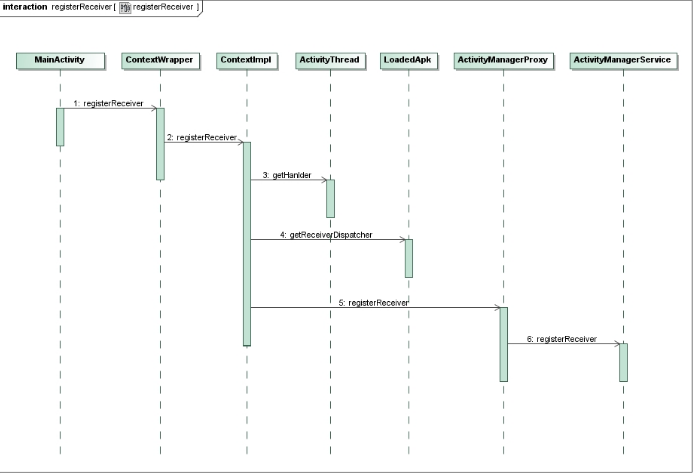 interaction registerReceiver [ registerReceiver ]
MainActivity ContextWrapper ContextImpl ActivityThread LoadedApk ActivityManagerProxy ActivityManagerService
1: registerReceiver
2: registerReceiver
3: getHanlder
4: getReceiverDispatcher
5: registerReceiver
6: registerReceiver